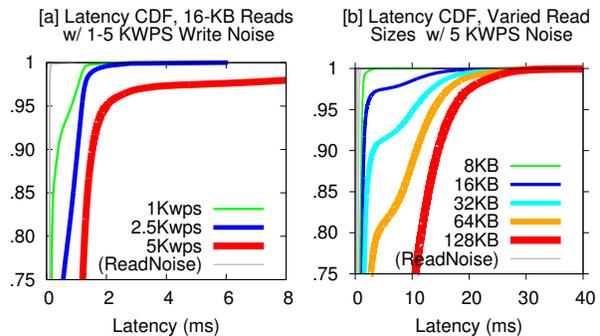 [a] Latency CDF, 16-KB Reads
w/ 1-5 KWPS Write Noise
1
.95
.90
.85
.80
.75
0 2 4 6 8
Latency (ms)
1Kwps
2.5Kwps
5Kwps
(ReadNoise)
[b] Latency CDF, Varied Read
Sizes w/ 5 KWPS Noise
1
.95
.90
.85
.80
.75
0 10 20 30 40
Latency (ms)
8KB
16KB
32KB
64KB
128KB
(ReadNoise)